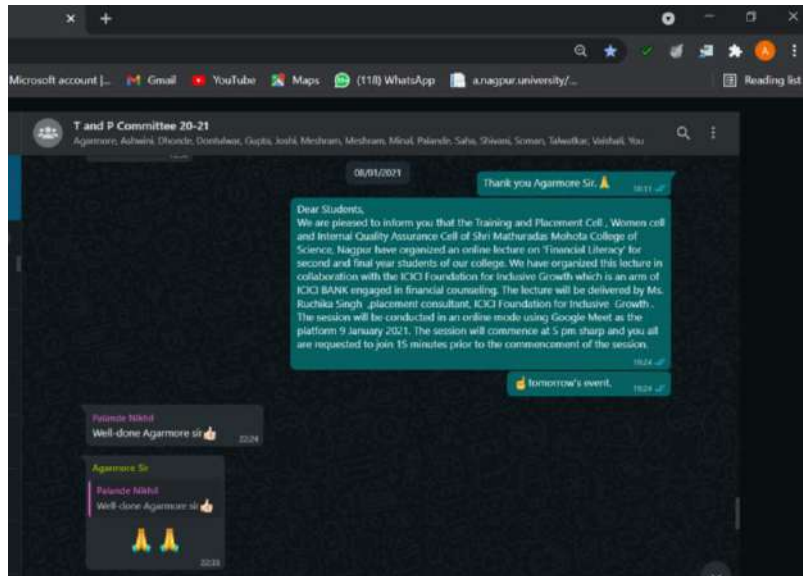 Microsoft account |...
Gmail
YouTube
Maps
(118) WhatsApp
a.nagpur.university/...
Reading list
T and P Committee 20-21
Agarmore, Ashwini, Dhonde, Dontulwar, Gupta, Joshi, Meshram, Meshram, Minal, Palande, Saha, Shivani, Soman, Talwatkar, Vaishali, You
08/01/2021
Thank you Agarmore Sir. 🙏
Dear Students,
We are pleased to inform you that the Training and Placement Cell , Women cell
and Internal Quality Assurance Cell of Shri Mathuradas Mohota College of
Science, Nagpur have organized an online lecture on 'Financial Literacy' for
second and final year students of our college. We have organized this lecture in
collaboration with the ICICI Foundation for Inclusive Growth which is an arm of
ICICI BANK engaged in financial counseling. The lecture will be delivered by Ms.
Ruchika Singh ,placement consultant, ICICI Foundation for Inclusive Growth .
The session will be conducted in an online mode using Google Meet as the
platform 9 January 2021. The session will commence at 5 pm sharp and you all
are requested to join 15 minutes prior to the commencement of the session.
19:24
☝ tomorrow's event.
19:24
Palande Nikhil
Well-done Agarmore sir👍
22:24
Agarmore Sir
Palande Nikhil
Well-done Agarmore sir👍
🙏 🙏
22:33